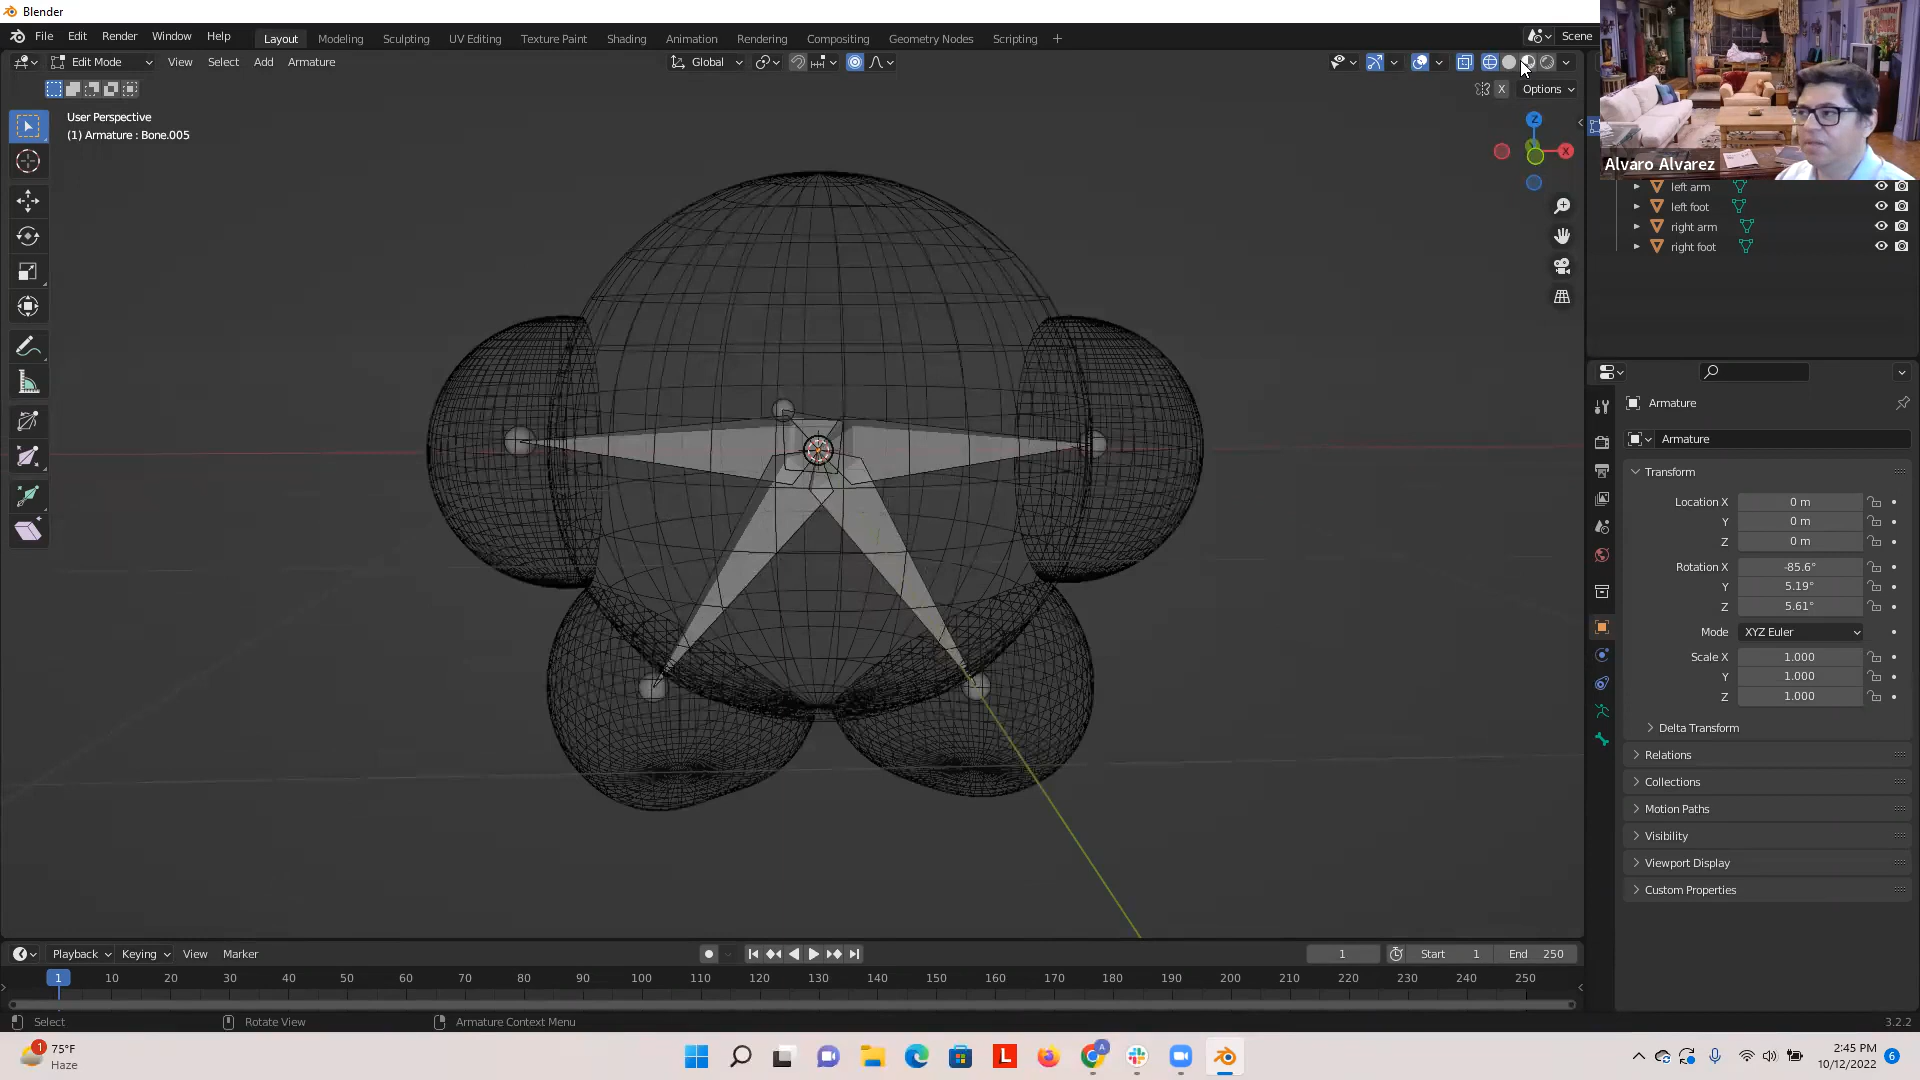 Blender
File Edit Render Window Help Layout Modeling Sculpting UV Editing Texture Paint Shading Animation Rendering Compositing Geometry Nodes Scripting + Scene
Edit Mode View Select Add Armature Global
X Options
User Perspective
(1) Armature : Bone.005
Z
X
Alvaro Alvarez
left arm
left foot
right arm
right foot
Armature
Armature
Transform
Location X 0 m
Y 0 m
Z 0 m
Rotation X -85.6°
Y 5.19°
Z 5.61°
Mode XYZ Euler
Scale X 1.000
Y 1.000
Z 1.000
Delta Transform
Relations
Collections
Motion Paths
Visibility
Viewport Display
Custom Properties
Playback Keying View Marker 1 Start 1 End 250
1 10 20 30 40 50 60 70 80 90 100 110 120 130 140 150 160 170 180 190 200 210 220 230 240 250
Select Rotate View Armature Context Menu 3.2.2
1 75°F
Haze
L
A
2:45 PM
10/12/2022
6